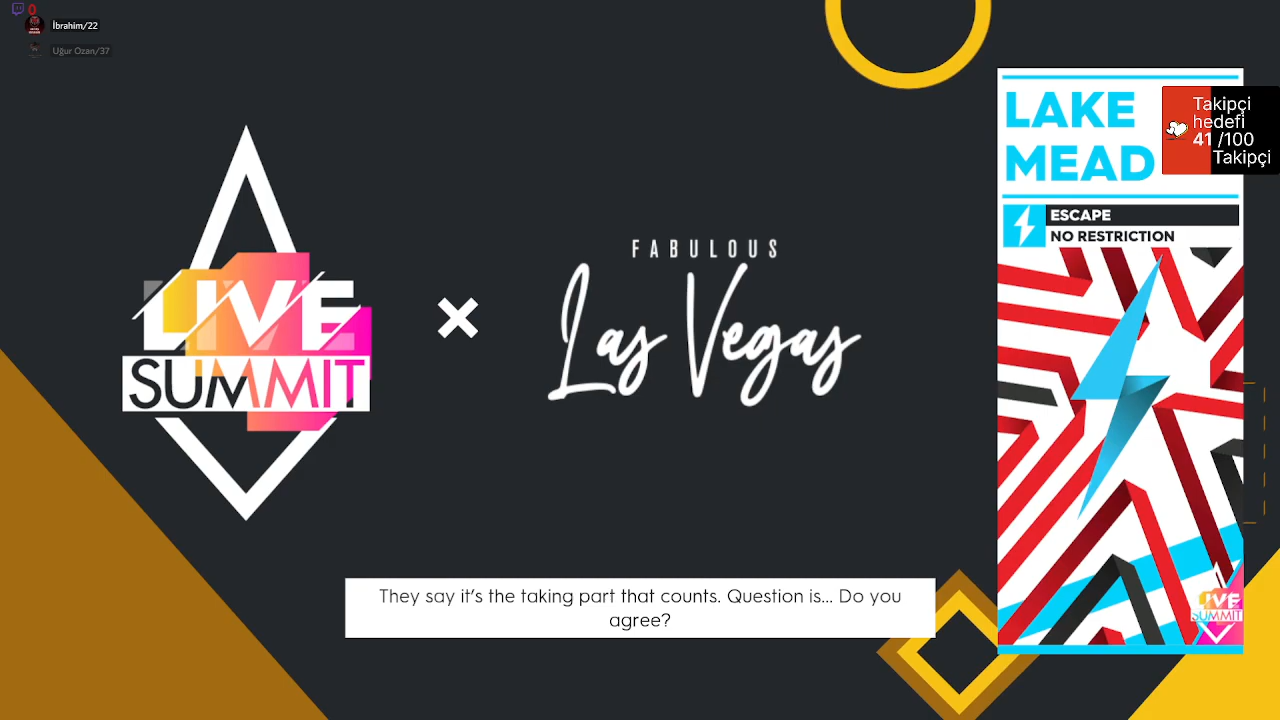 0
İbrahim/22
Uğur Ozan/37
LAKE
MEAD
Takipçi
hedefi
41 /100
Takipçi
ESCAPE
NO RESTRICTION
LIVE
SUMMIT
FABULOUS
Las Vegas
They say it's the taking part that counts. Question is... Do you
agree?
LIVE
SUMMIT